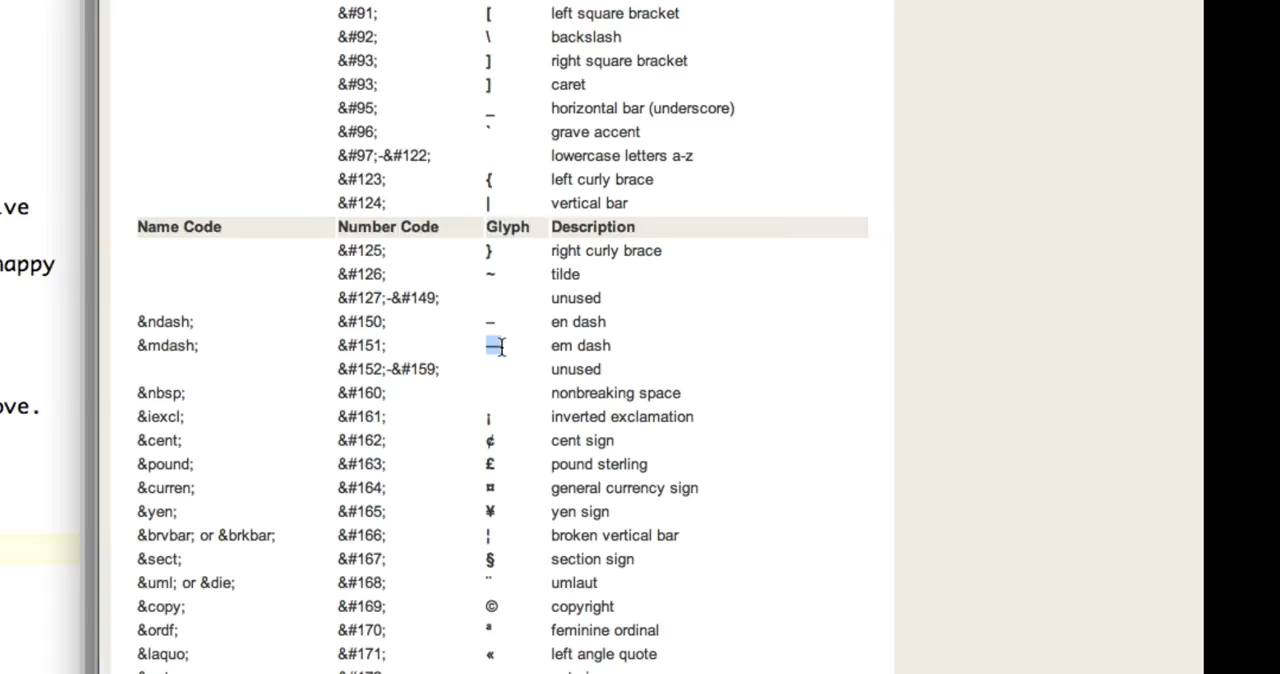 &#91; [ left square bracket
&#92; \ backslash
&#93; ] right square bracket
&#93; ] caret
&#95; _ horizontal bar (underscore)
&#96; ` grave accent
&#97;-&#122; lowercase letters a-z
&#123; { left curly brace
ive
&#124; | vertical bar
Name Code Number Code Glyph Description
&#125; } right curly brace
happy
&#126; ~ tilde
&#127;-&#149; unused
&ndash; &#150; – en dash
&mdash; &#151; — em dash
&#152;-&#159; unused
&nbsp; &#160; nonbreaking space
ove.
&iexcl; &#161; ¡ inverted exclamation
&cent; &#162; ¢ cent sign
&pound; &#163; £ pound sterling
&curren; &#164; ¤ general currency sign
&yen; &#165; ¥ yen sign
&brvbar; or &brkbar; &#166; ¦ broken vertical bar
&sect; &#167; § section sign
&uml; or &die; &#168; ¨ umlaut
&copy; &#169; © copyright
&ordf; &#170; ª feminine ordinal
&laquo; &#171; « left angle quote